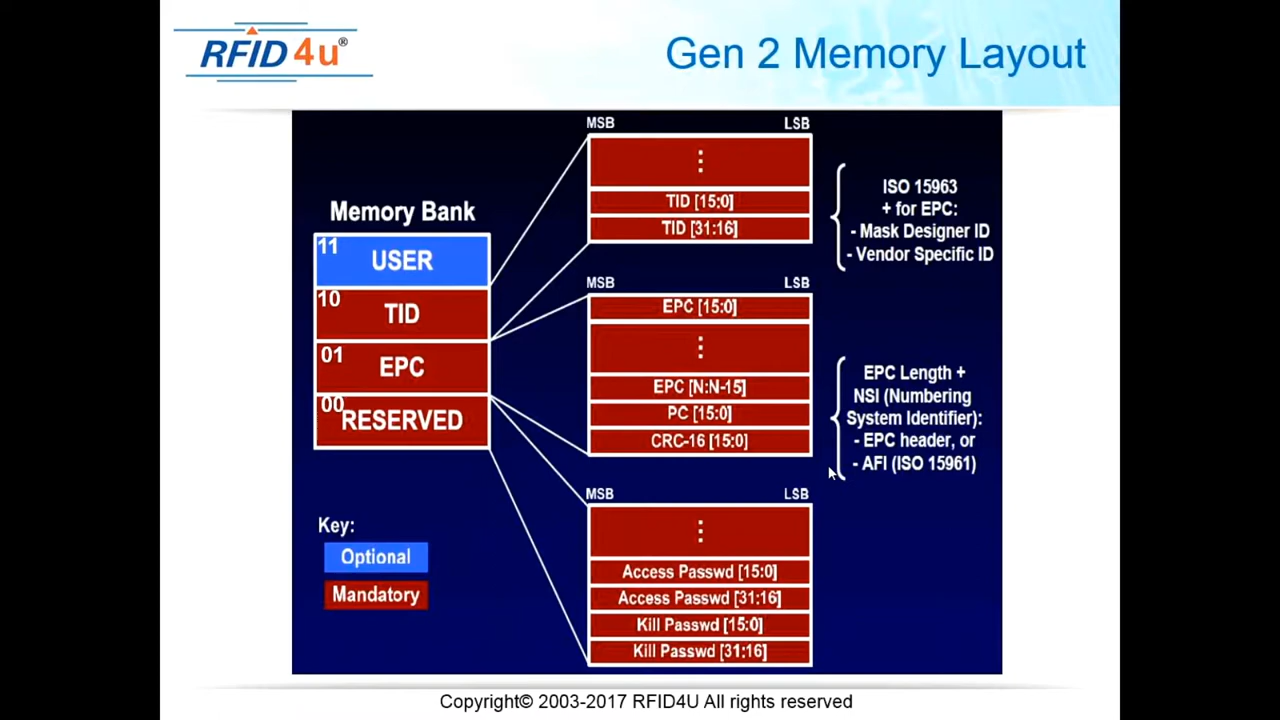 RFID4u®
Gen 2 Memory Layout
Memory Bank
11
USER
10
TID
01
EPC
00
RESERVED
Key:
Optional
Mandatory
MSB LSB
⋮
TID [15:0]
TID [31:16]
MSB LSB
EPC [15:0]
⋮
EPC [N:N-15]
PC [15:0]
CRC-16 [15:0]
MSB LSB
⋮
Access Passwd [15:0]
Access Passwd [31:16]
Kill Passwd [15:0]
Kill Passwd [31:16]
ISO 15963
+ for EPC:
- Mask Designer ID
- Vendor Specific ID
EPC Length +
NSI (Numbering
System Identifier):
- EPC header, or
- AFI (ISO 15961)
Copyright© 2003-2017 RFID4U All rights reserved